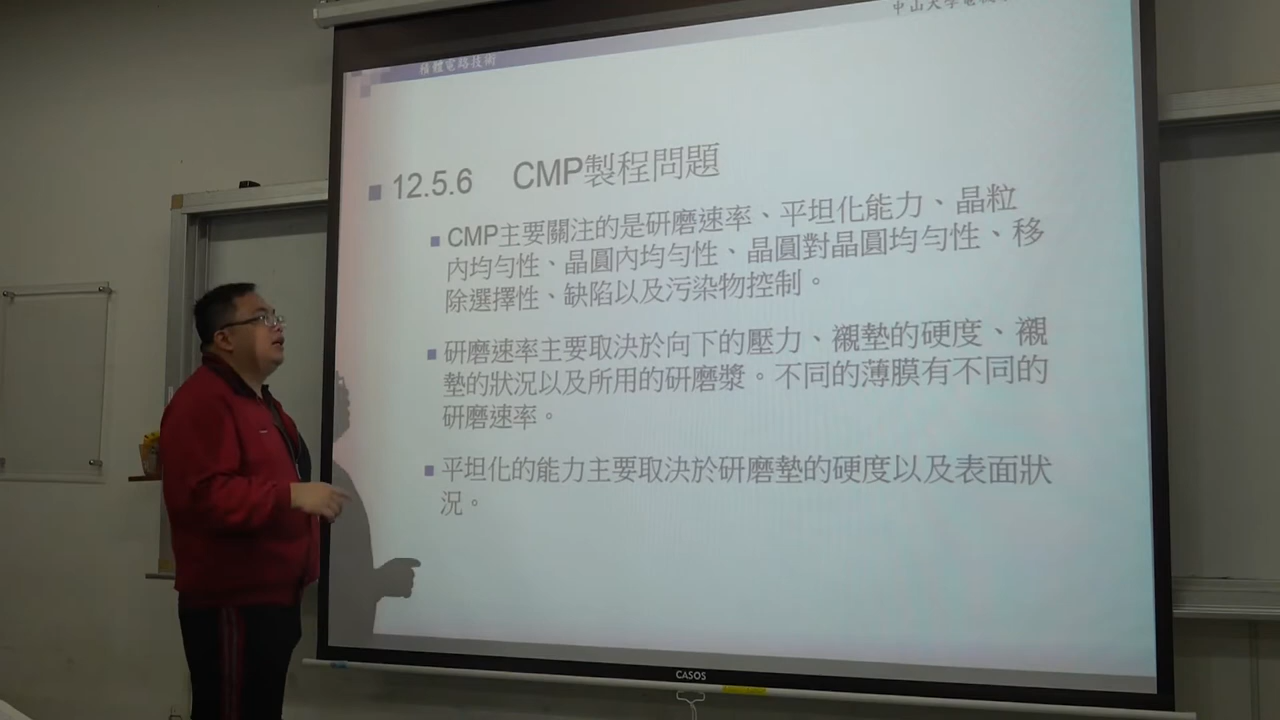 中山大學電機
積體電路技術
12.5.6 CMP製程問題
CMP主要關注的是研磨速率、平坦化能力、晶粒
內均勻性、晶圓內均勻性、晶圓對晶圓均勻性、移
除選擇性、缺陷以及污染物控制。
研磨速率主要取決於向下的壓力、襯墊的硬度、襯
墊的狀況以及所用的研磨漿。不同的薄膜有不同的
研磨速率。
平坦化的能力主要取決於研磨墊的硬度以及表面狀
況。
CASOS